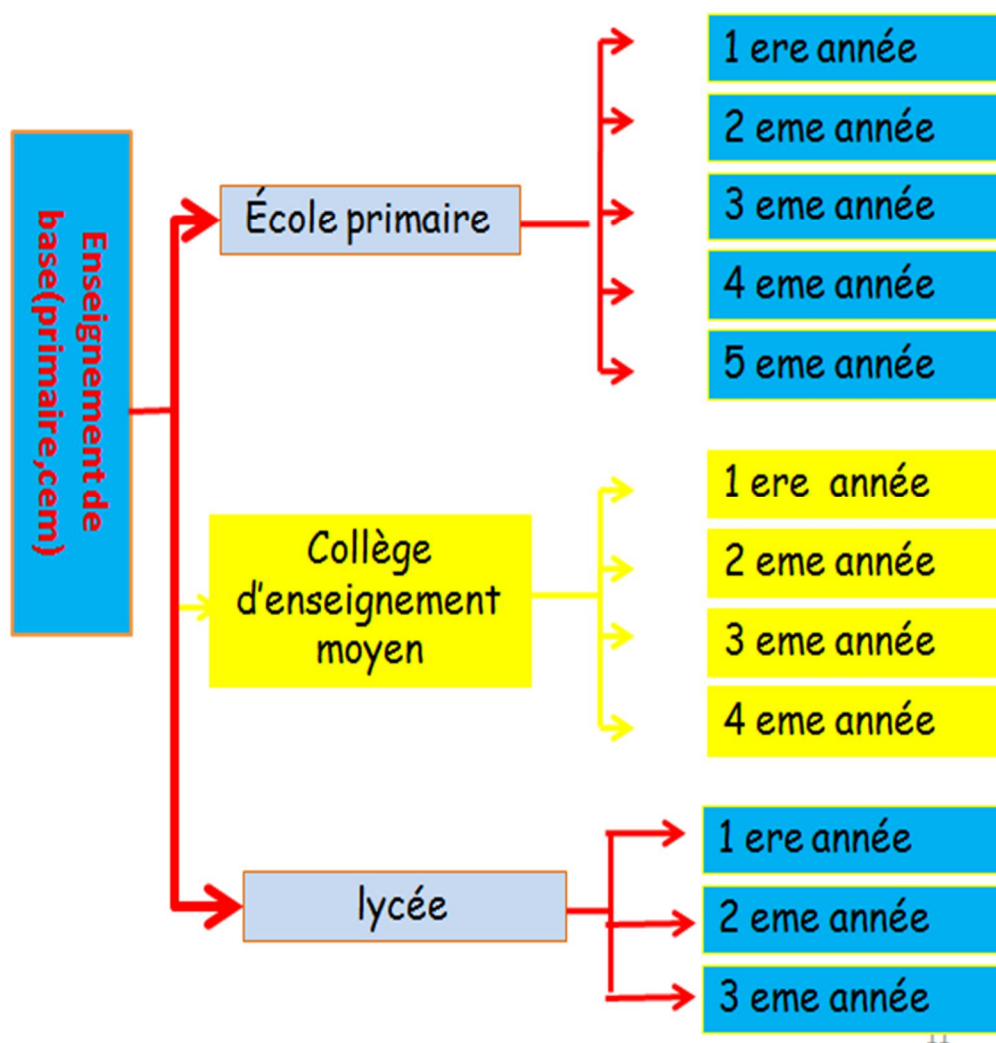 Enseignement de
base(primaire,cem)
École primaire
1 ere année
2 eme année
3 eme année
4 eme année
5 eme année
Collège
d'enseignement
moyen
1 ere année
2 eme année
3 eme année
4 eme année
lycée
1 ere année
2 eme année
3 eme année